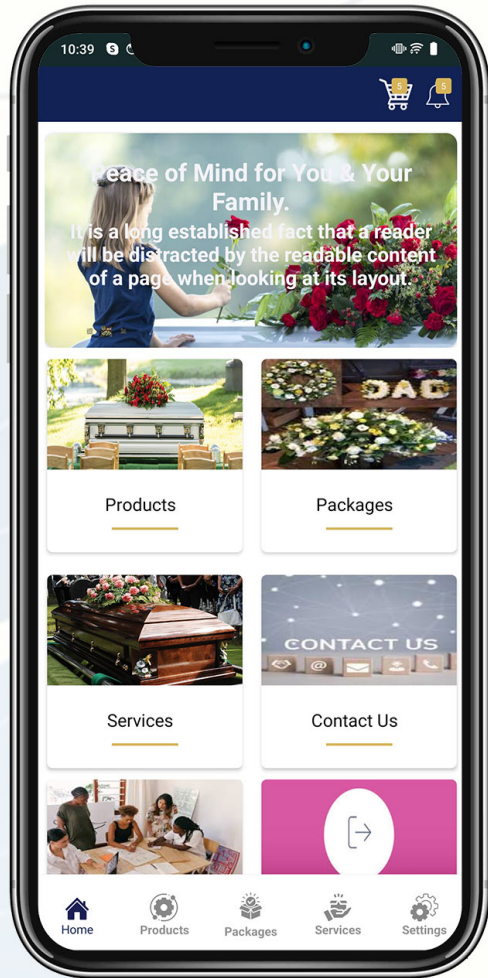 10:39
5
5
Peace of Mind for You & Your
Family.
It is a long established fact that a reader
will be distracted by the readable content
of a page when looking at its layout.
DAD
Products
Packages
CONTACT US
@
Services
Contact Us
Home
Products
Packages
Services
Settings